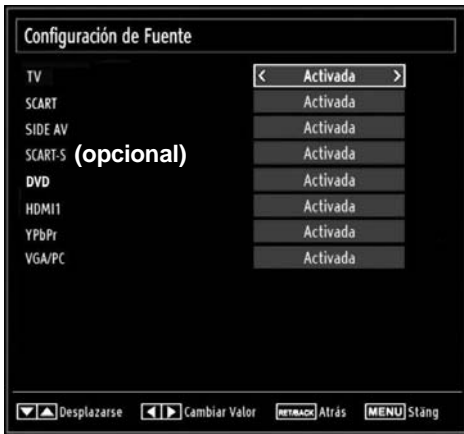 Configuración de Fuente
TV < Activada >
SCART Activada
SIDE AV Activada
SCART-S (opcional) Activada
DVD Activada
HDMI1 Activada
YPbPr Activada
VGA/PC Activada
Desplazarse Cambiar Valor RET/BACK Atrás MENU Stäng